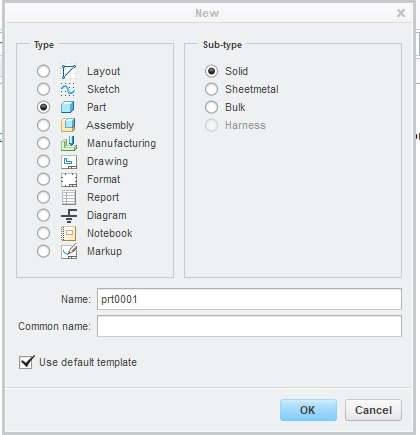 New
Type
Layout
Sketch
Part
Assembly
Manufacturing
Drawing
Format
Report
Diagram
Notebook
Markup
Sub-type
Solid
Sheetmetal
Bulk
Harness
Name: prt0001
Common name:
Use default template
OK Cancel